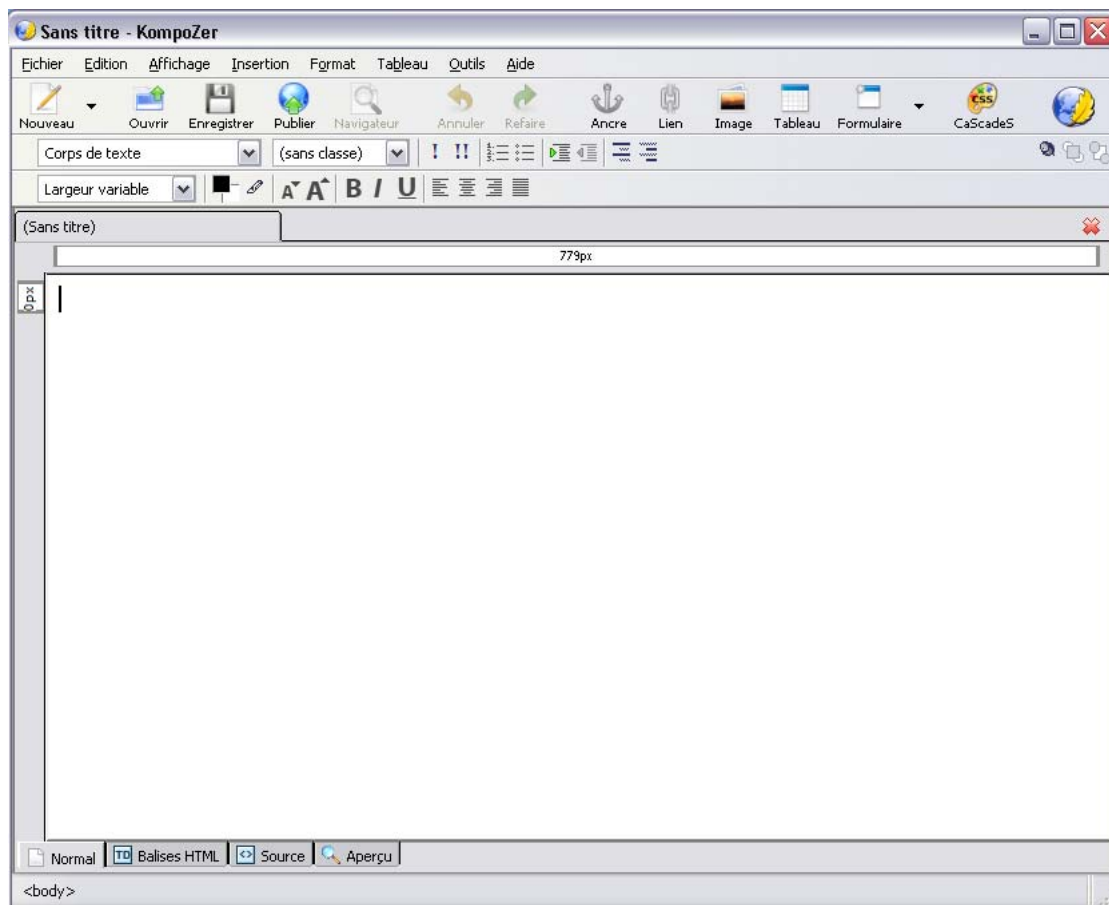 Sans titre - KompoZer
Fichier Edition Affichage Insertion Format Tableau Outils Aide
Nouveau Ouvrir Enregistrer Publier Navigateur Annuler Refaire Ancre Lien Image Tableau Formulaire CaScadeS
Corps de texte (sans classe) ! !!
Largeur variable A A B I U
(Sans titre)
779px
0px
Normal TD Balises HTML Source Aperçu
<body>